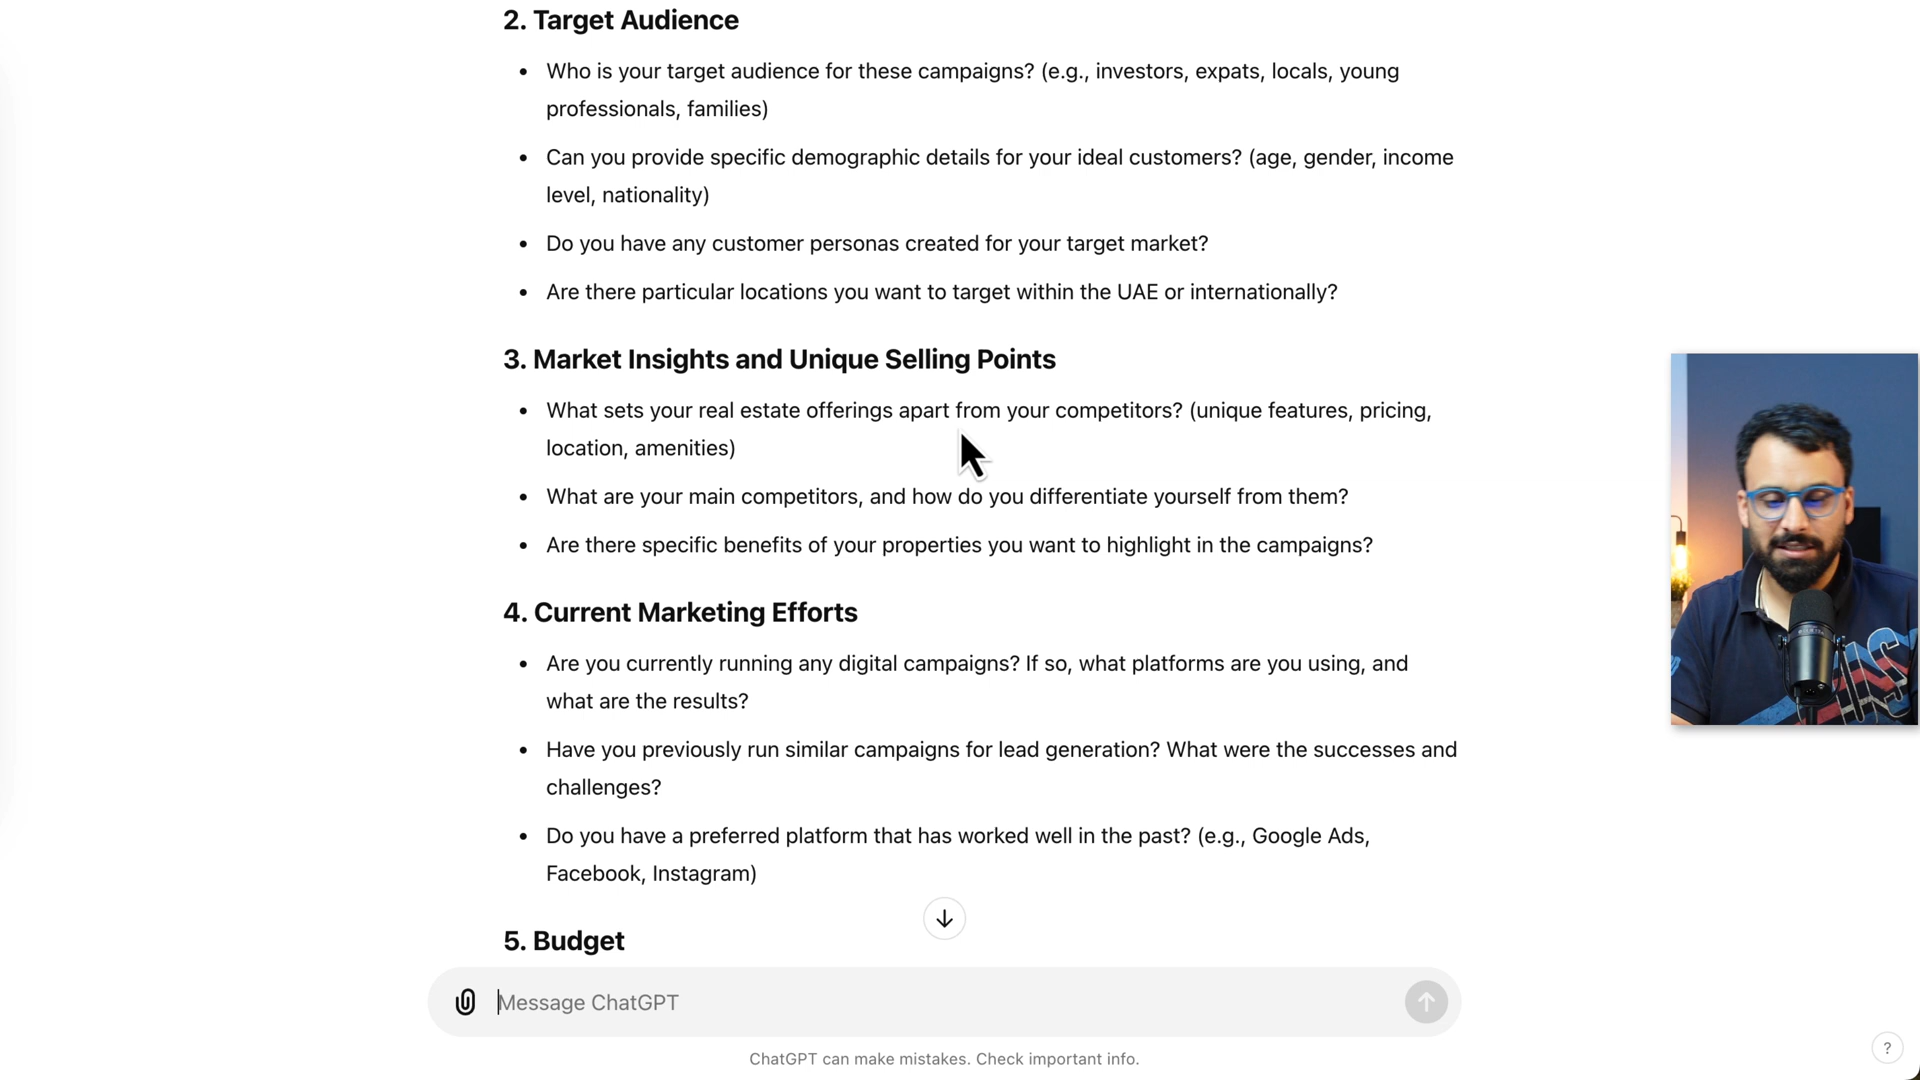 2. Target Audience
• Who is your target audience for these campaigns? (e.g., investors, expats, locals, young
professionals, families)
• Can you provide specific demographic details for your ideal customers? (age, gender, income
level, nationality)
• Do you have any customer personas created for your target market?
• Are there particular locations you want to target within the UAE or internationally?
3. Market Insights and Unique Selling Points
• What sets your real estate offerings apart from your competitors? (unique features, pricing,
location, amenities)
• What are your main competitors, and how do you differentiate yourself from them?
• Are there specific benefits of your properties you want to highlight in the campaigns?
4. Current Marketing Efforts
• Are you currently running any digital campaigns? If so, what platforms are you using, and
what are the results?
• Have you previously run similar campaigns for lead generation? What were the successes and
challenges?
• Do you have a preferred platform that has worked well in the past? (e.g., Google Ads,
Facebook, Instagram)
5. Budget
Message ChatGPT
ChatGPT can make mistakes. Check important info.
?